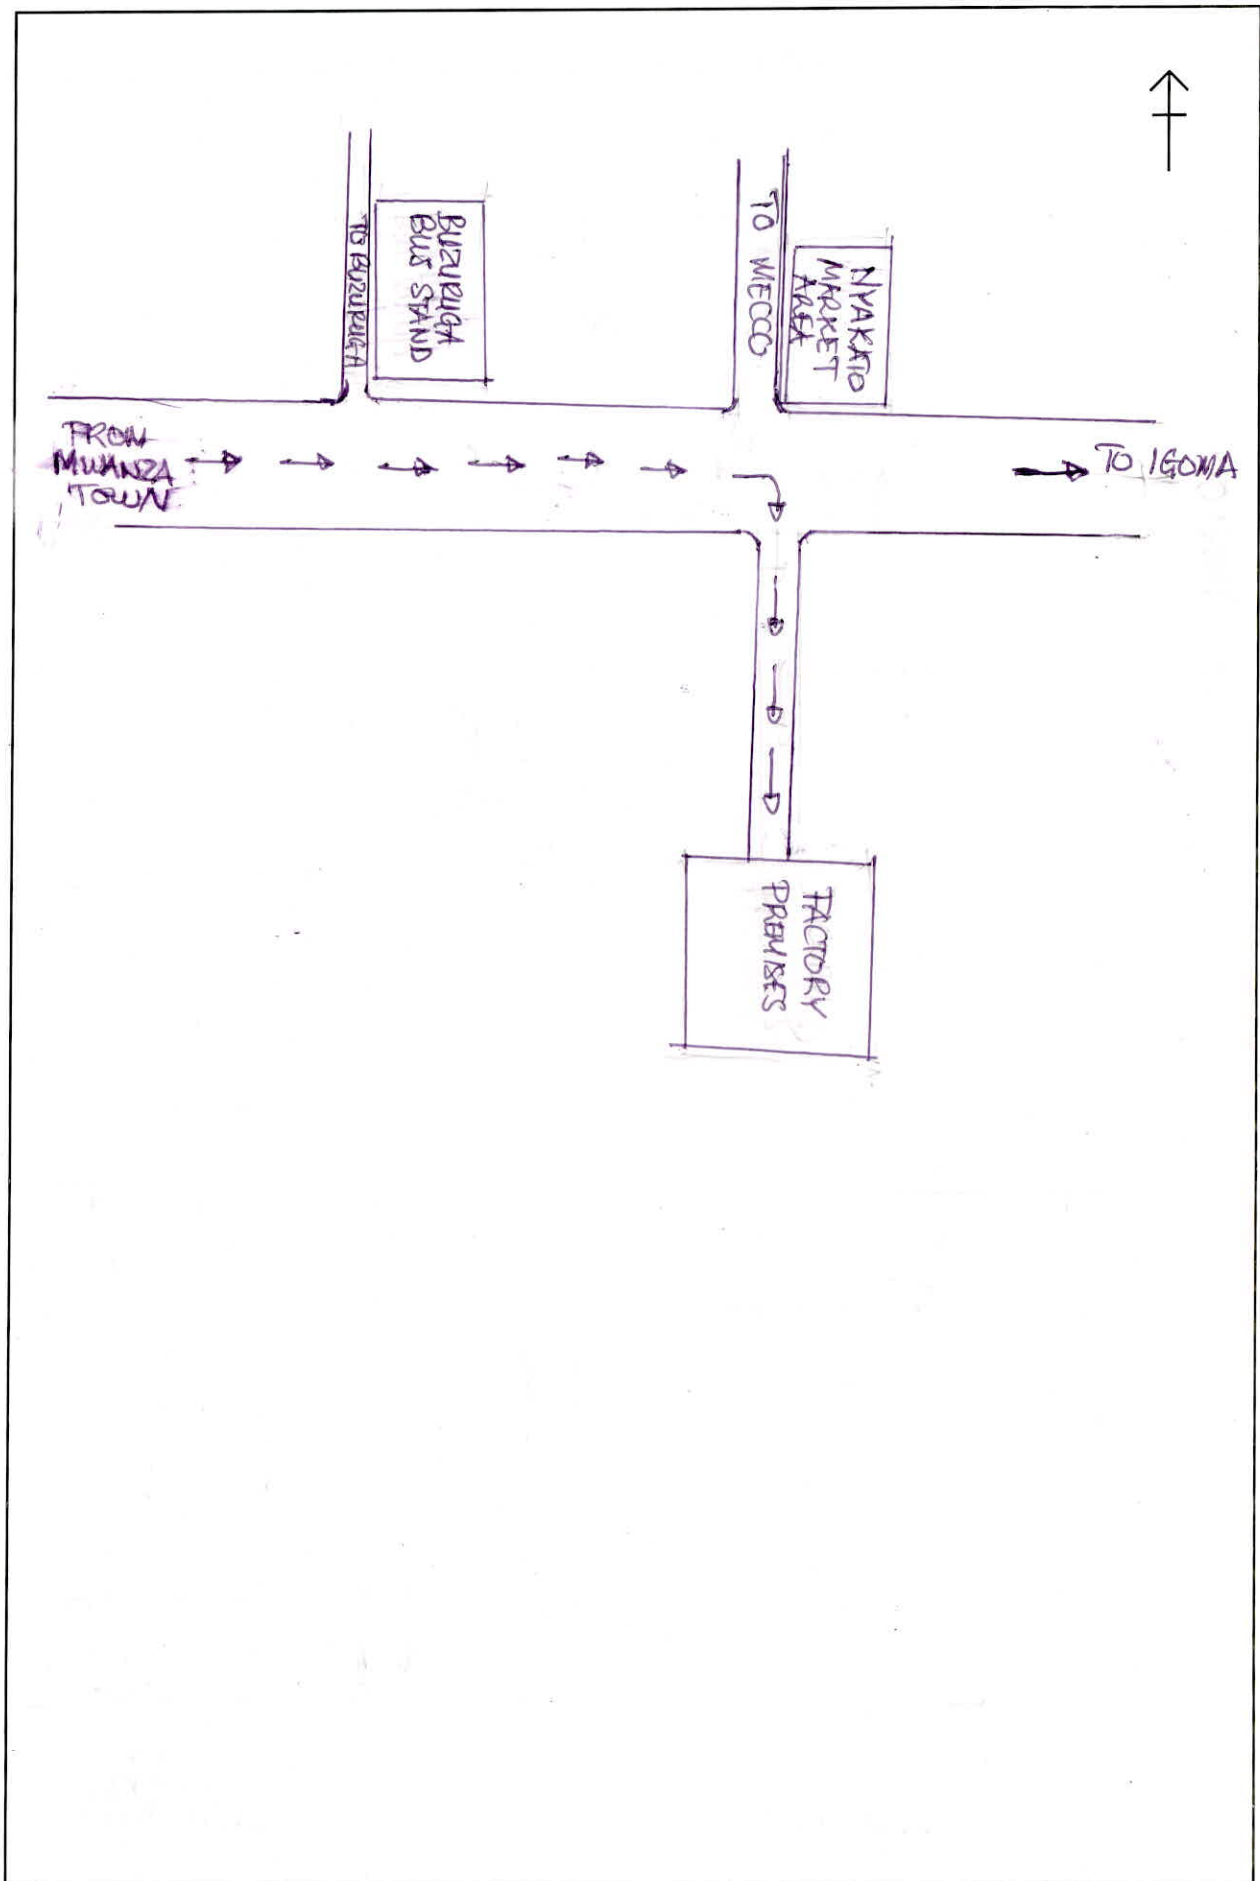 TO BUZURUGA
BUZURUGA
BUS STAND
TO MECCO
NYAKATO
MARKET
AREA
FROM
MWANZA
TOWN
TO IGOMA
FACTORY
PREMISES